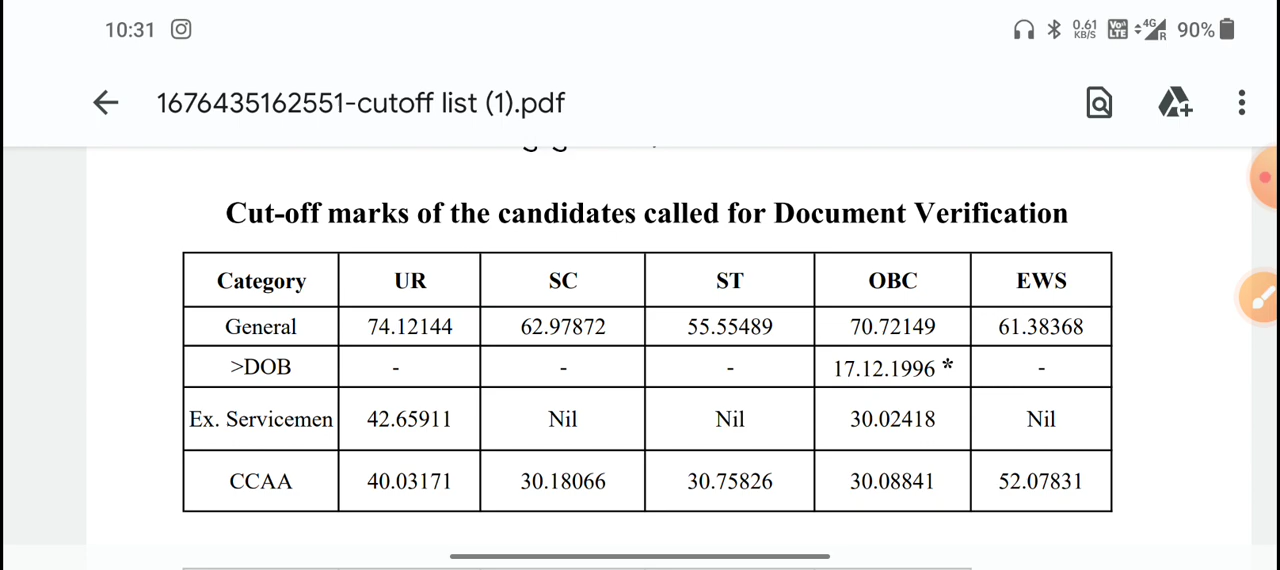 10:31 0.61 KB/S Vo)) LTE 4G R 90%
1676435162551-cutoff list (1).pdf
Cut-off marks of the candidates called for Document Verification
Category UR SC ST OBC EWS
General 74.12144 62.97872 55.55489 70.72149 61.38368
>DOB - - - 17.12.1996 * -
Ex. Servicemen 42.65911 Nil Nil 30.02418 Nil
CCAA 40.03171 30.18066 30.75826 30.08841 52.07831